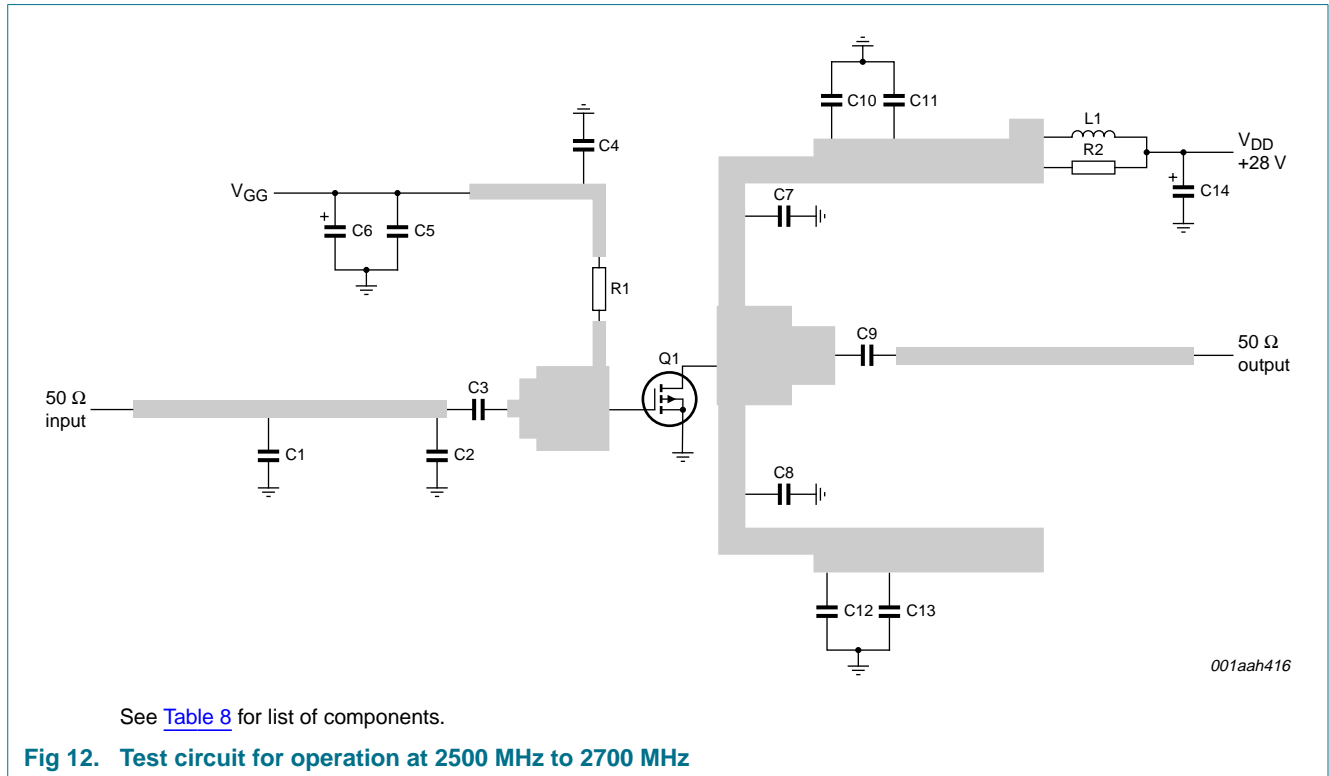 C10
C11
L1
R2
VDD
+28 V
C4
VGG
+
C6
C5
C7
+
C14
R1
C9
50 Ω
output
Q1
50 Ω
input
C3
C1
C2
C8
C12
C13
001aah416
See Table 8 for list of components.
Fig 12. Test circuit for operation at 2500 MHz to 2700 MHz